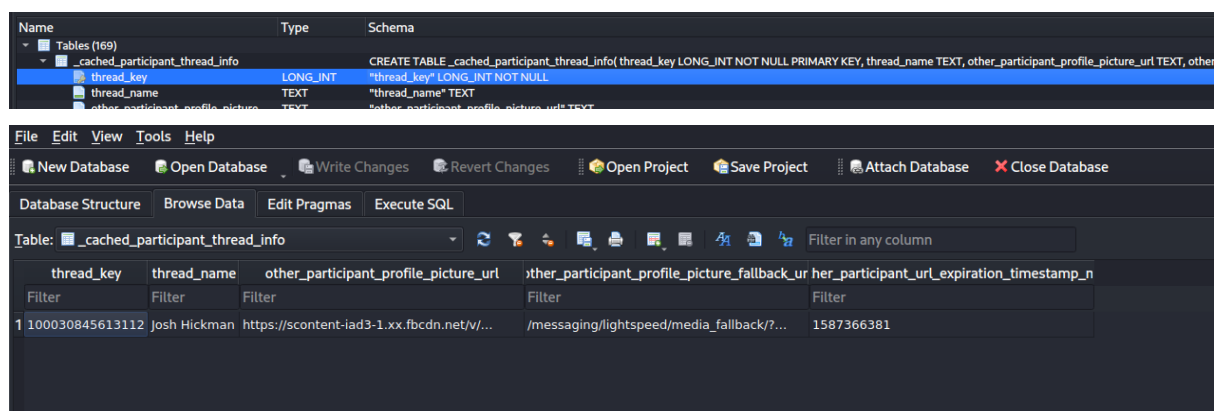 Name Type Schema
Tables (169)
_cached_participant_thread_info CREATE TABLE _cached_participant_thread_info( thread_key LONG_INT NOT NULL PRIMARY KEY, thread_name TEXT, other_participant_profile_picture_url TEXT, other
thread_key LONG_INT "thread_key" LONG_INT NOT NULL
thread_name TEXT "thread_name" TEXT
other_participant_profile_picture TEXT "other_participant_profile_picture_url" TEXT
File Edit View Tools Help
New Database Open Database Write Changes Revert Changes Open Project Save Project Attach Database Close Database
Database Structure Browse Data Edit Pragmas Execute SQL
Table: _cached_participant_thread_info Filter in any column
thread_key thread_name other_participant_profile_picture_url other_participant_profile_picture_fallback_ur her_participant_url_expiration_timestamp_n
Filter Filter Filter Filter Filter
1 100030845613112 Josh Hickman https://scontent-iad3-1.xx.fbcdn.net/v/... /messaging/lightspeed/media_fallback/?... 1587366381